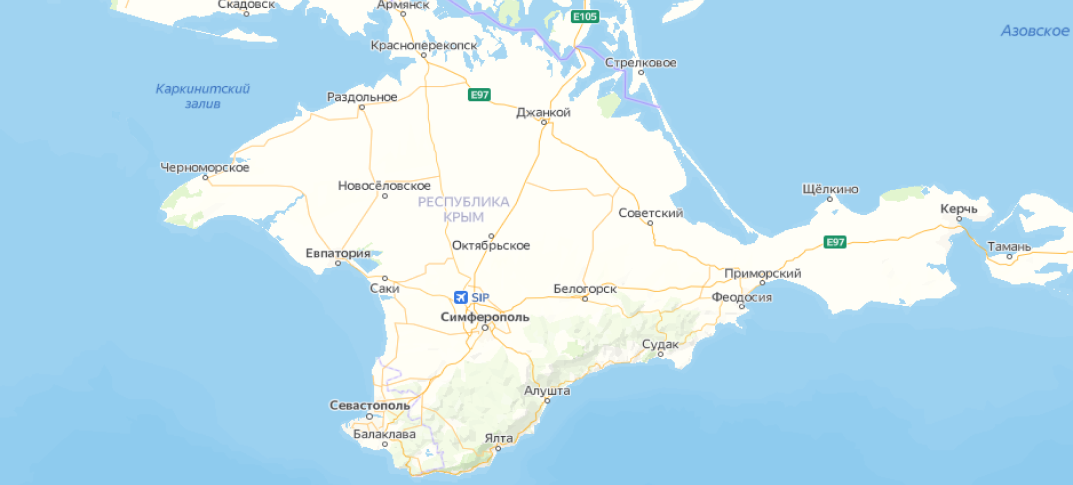 Скадовск
Армянск
E105
Азовское
Красноперекопск
Стрелковое
Каркинитский
залив
Раздольное
E97
Джанкой
Черноморское
Новосёловское
Щёлкино
РЕСПУБЛИКА
КРЫМ
Советский
Керчь
Октябрьское
E97
Тамань
Евпатория
Приморский
Саки
Белогорск
SIP
Феодосия
Симферополь
Судак
Алушта
Севастополь
Балаклава
Ялта